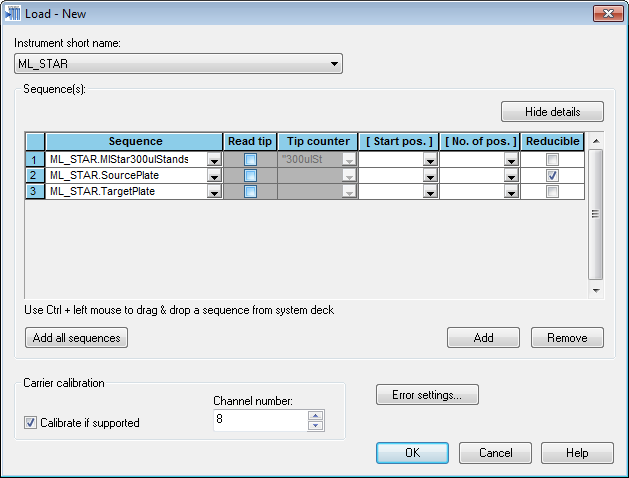 Load - New
Instrument short name:
ML_STAR
Sequence(s):
Hide details
Sequence Read tip Tip counter [ Start pos. ] [ No. of pos. ] Reducible
1 ML_STAR.MlStar300ulStands "300ulSt
2 ML_STAR.SourcePlate
3 ML_STAR.TargetPlate
Use Ctrl + left mouse to drag & drop a sequence from system deck
Add all sequences Add Remove
Carrier calibration
Channel number:
Error settings...
Calibrate if supported 8
OK Cancel Help